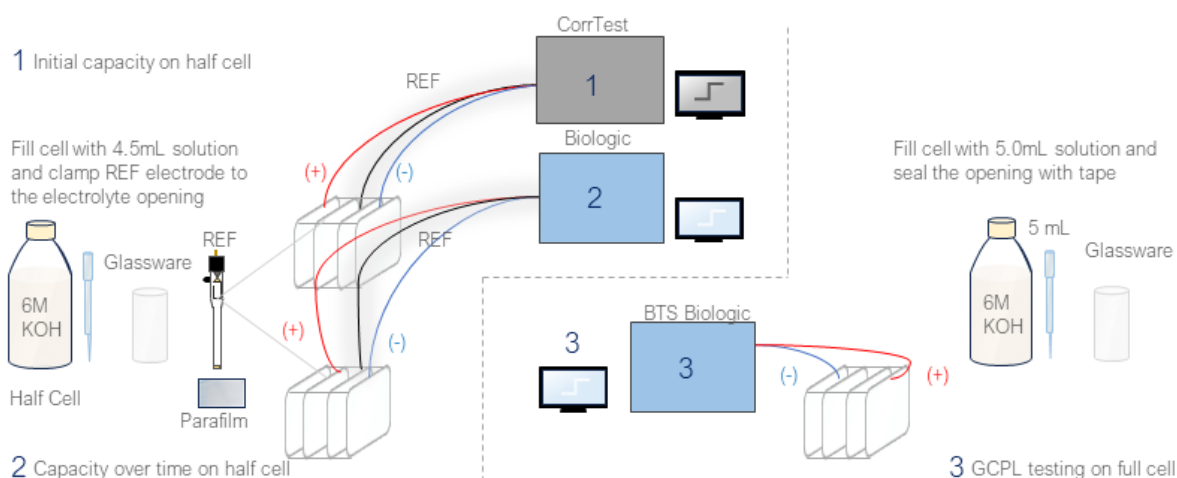 CorrTest
1 Initial capacity on half cell
REF
1
Biologic
Fill cell with 4.5mL solution
and clamp REF electrode to
the electrolyte opening
(+)
(-)
2
Fill cell with 5.0mL solution and
seal the opening with tape
REF
REF
5 mL
Glassware
Glassware
6M
KOH
6M
KOH
(+)
(-)
BTS Biologic
3
3
(-)
(+)
Half Cell
Parafilm
2 Capacity over time on half cell
3 GCPL testing on full cell